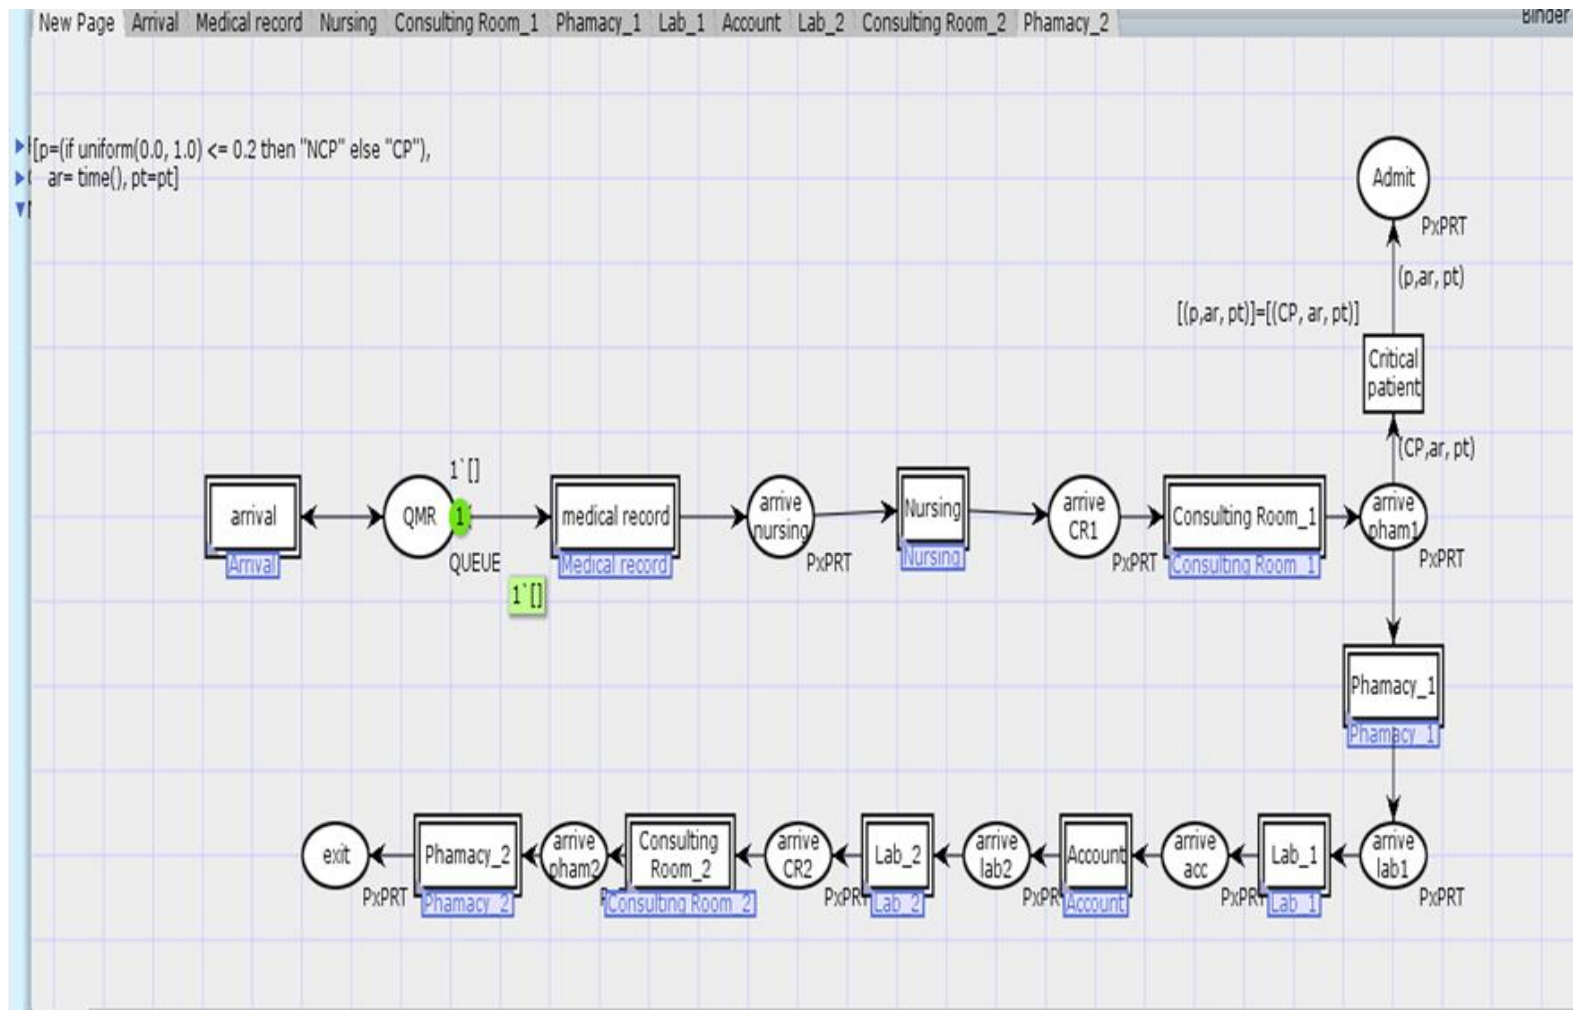 New Page Arrival Medical record Nursing Consulting Room_1 Phamacy_1 Lab_1 Account Lab_2 Consulting Room_2 Phamacy_2
Binder
[p=(if uniform(0.0, 1.0) <= 0.2 then "NCP" else "CP"),
ar= time(), pt=pt]
Admit
PxPRT
(p,ar, pt)
[(p,ar, pt)]=[(CP, ar, pt)]
Critical
patient
(CP,ar, pt)
arrival
Arrival
QMR
1`[]
1
QUEUE
1`[]
medical record
Medical record
arrive
nursing
PxPRT
Nursing
Nursing
arrive
CR1
PxPRT
Consulting Room_1
Consulting Room_1
arrive
pham1
PxPRT
Phamacy_1
Phamacy_1
exit
PxPRT
Phamacy_2
Phamacy_2
arrive
pham2
Consulting
Room_2
Consulting Room_2
arrive
CR2
PxPRT
Lab_2
Lab_2
arrive
lab2
PxPR
Account
Account
arrive
acc
PxPRT
Lab_1
Lab_1
arrive
lab1
PxPRT